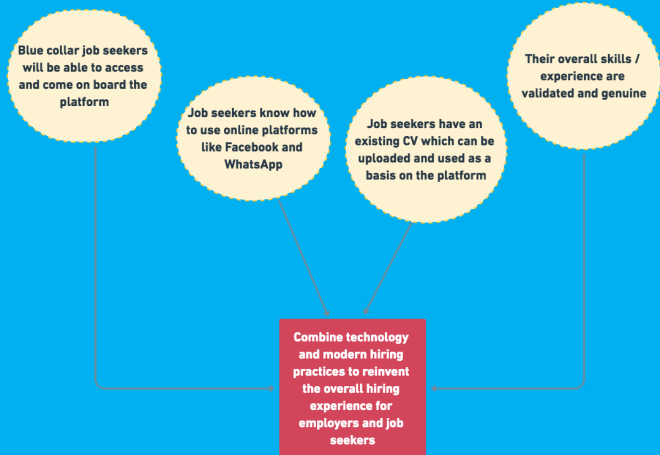 Blue collar job seekers
will be able to access
and come on board the
platform
Job seekers know how
to use online platforms
like Facebook and
WhatsApp
Job seekers have an
existing CV which can be
uploaded and used as a
basis on the platform
Their overall skills /
experience are
validated and genuine
Combine technology
and modern hiring
practices to reinvent
the overall hiring
experience for
employers and job
seekers